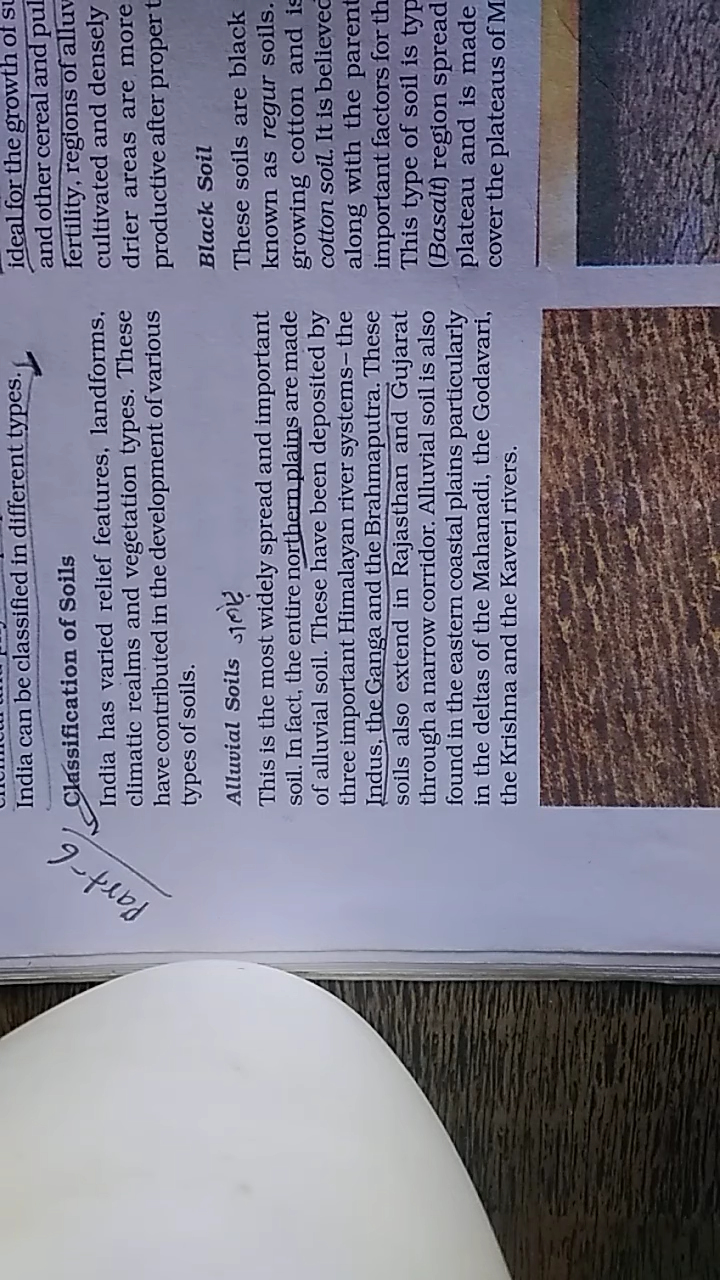 India can be classified in different types.
Part-6
Classification of Soils
India has varied relief features, landforms,
climatic realms and vegetation types. These
have contributed in the development of various
types of soils.
Alluvial Soils
This is the most widely spread and important
soil. In fact, the entire northern plains are made
of alluvial soil. These have been deposited by
three important Himalayan river systems– the
Indus, the Ganga and the Brahmaputra. These
soils also extend in Rajasthan and Gujarat
through a narrow corridor. Alluvial soil is also
found in the eastern coastal plains particularly
in the deltas of the Mahanadi, the Godavari,
the Krishna and the Kaveri rivers.
ideal for the growth of
and other cereal and
fertility, regions of
cultivated and densely
drier areas are more
productive after proper
Black Soil
These soils are black
known as regur soils.
growing cotton and is
cotton soil. It is believed
along with the parent
important factors for
This type of soil is
(Basalt) region spread
plateau and is made
cover the plateaus of